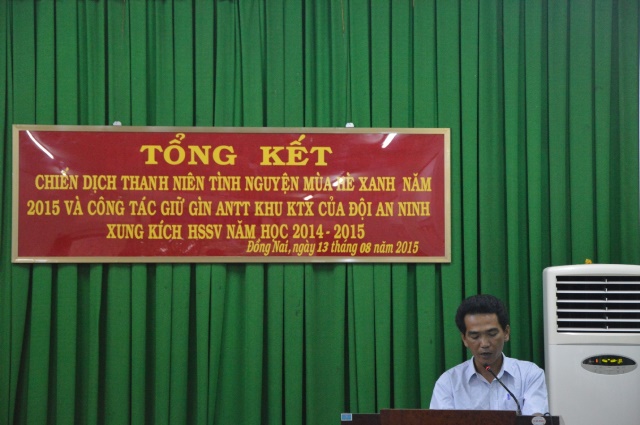 TỔNG KẾT
CHIẾN DỊCH THANH NIÊN TÌNH NGUYỆN MÙA HÈ XANH NĂM
2015 VÀ CÔNG TÁC GIỮ GÌN ANTT KHU KTX CỦA ĐỘI AN NINH
XUNG KÍCH HSSV NĂM HỌC 2014 - 2015
Đồng Nai, ngày 13 tháng 08 năm 2015